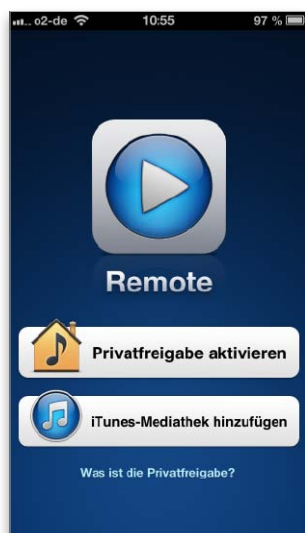 o2-de 10:55 97 %
Remote
Privatfreigabe aktivieren
iTunes-Mediathek hinzufügen
Was ist die Privatfreigabe?